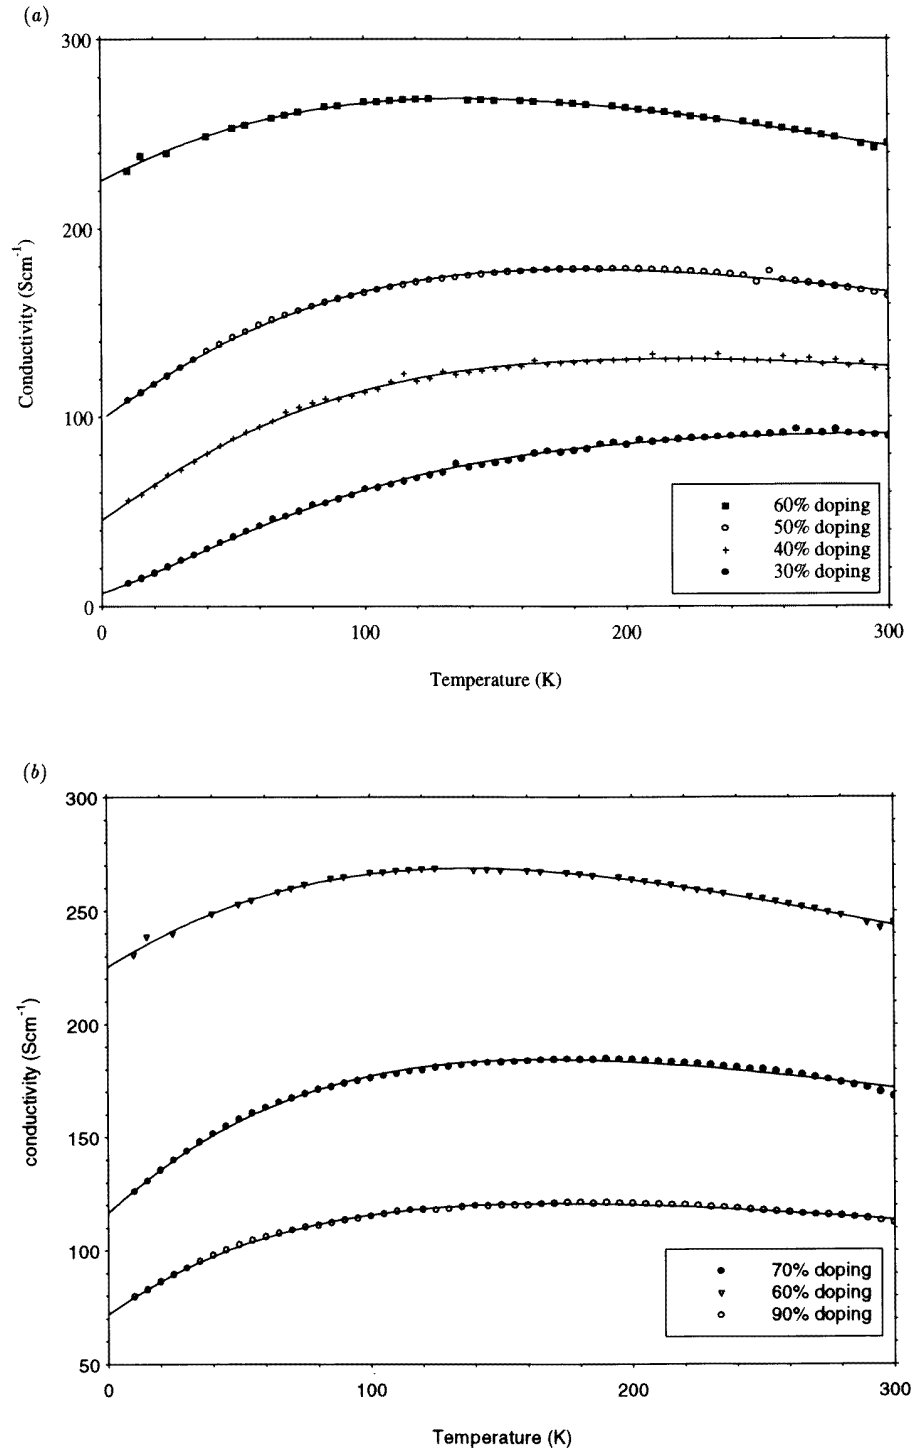 (a)
300
200
100
0
Conductivity (Scm-1)
60% doping
50% doping
40% doping
30% doping
0 100 200 300
Temperature (K)
(b)
300
250
200
150
100
50
conductivity (Scm-1)
70% doping
60% doping
90% doping
0 100 200 300
Temperature (K)